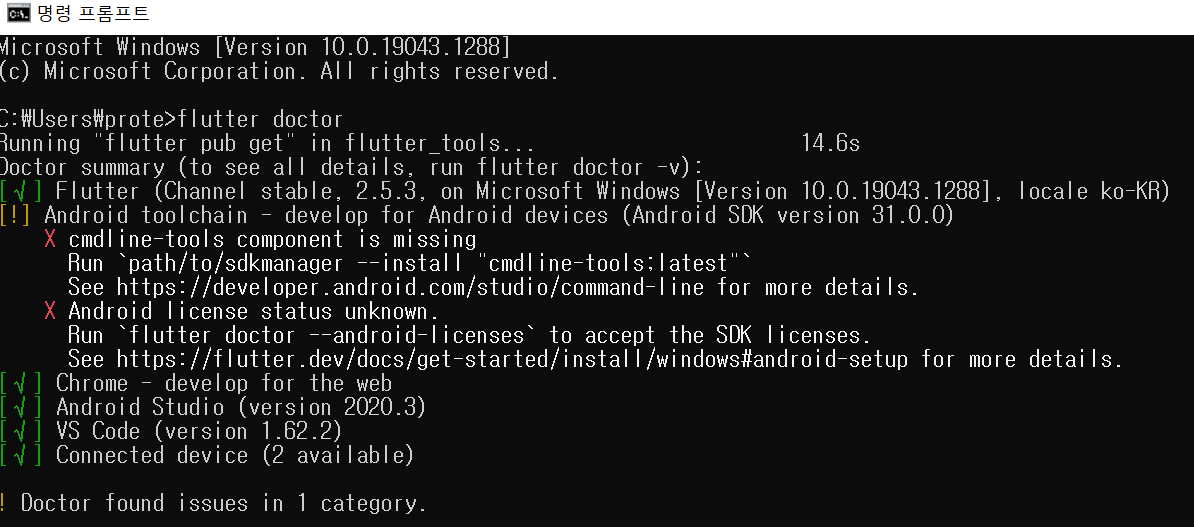 명령 프롬프트
Microsoft Windows [Version 10.0.19043.1288]
(c) Microsoft Corporation. All rights reserved.
C:₩Users₩prote>flutter doctor
Running "flutter pub get" in flutter_tools... 14.6s
Doctor summary (to see all details, run flutter doctor -v):
[√] Flutter (Channel stable, 2.5.3, on Microsoft Windows [Version 10.0.19043.1288], locale ko-KR)
[!] Android toolchain - develop for Android devices (Android SDK version 31.0.0)
X cmdline-tools component is missing
Run `path/to/sdkmanager --install "cmdline-tools;latest"`
See https://developer.android.com/studio/command-line for more details.
X Android license status unknown.
Run `flutter doctor --android-licenses` to accept the SDK licenses.
See https://flutter.dev/docs/get-started/install/windows#android-setup for more details.
[√] Chrome - develop for the web
[√] Android Studio (version 2020.3)
[√] VS Code (version 1.62.2)
[√] Connected device (2 available)
! Doctor found issues in 1 category.